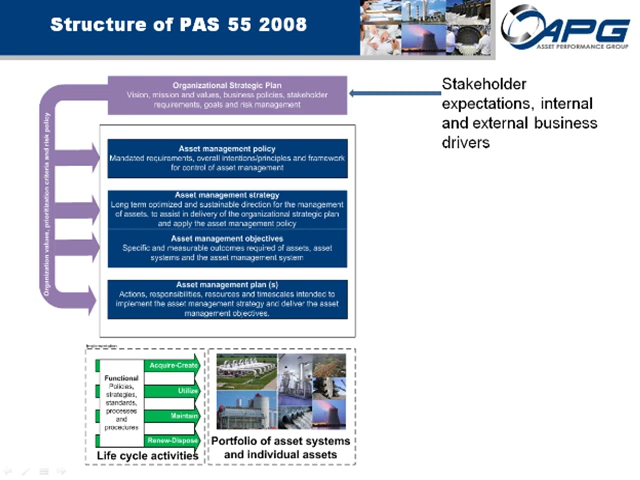 Structure of PAS 55 2008
APG
ASSET PERFORMANCE GROUP
Organizational Strategic Plan
Vision, mission and values, business policies, stakeholder
requirements, goals and risk management
Stakeholder
expectations, internal
and external business
drivers
Organization values, prioritization criteria and risk policy
Asset management policy
Mandated requirements, overall intentions/principles and framework
for control of asset management
Asset management strategy
Long term optimized and sustainable direction for the management
of assets, to assist in delivery of the organizational strategic plan
and apply the asset management policy
Asset management objectives
Specific and measurable outcomes required of assets, asset
systems and the asset management system
Asset management plan (s)
Actions, responsibilities, resources and timescales intended to
implement the asset management strategy and deliver the asset
management objectives.
Implementation
Functional
Policies,
strategies,
standards,
processes
and
procedures
Acquire-Create
Utilize
Maintain
Renew-Dispose
Life cycle activities
Portfolio of asset systems
and individual assets